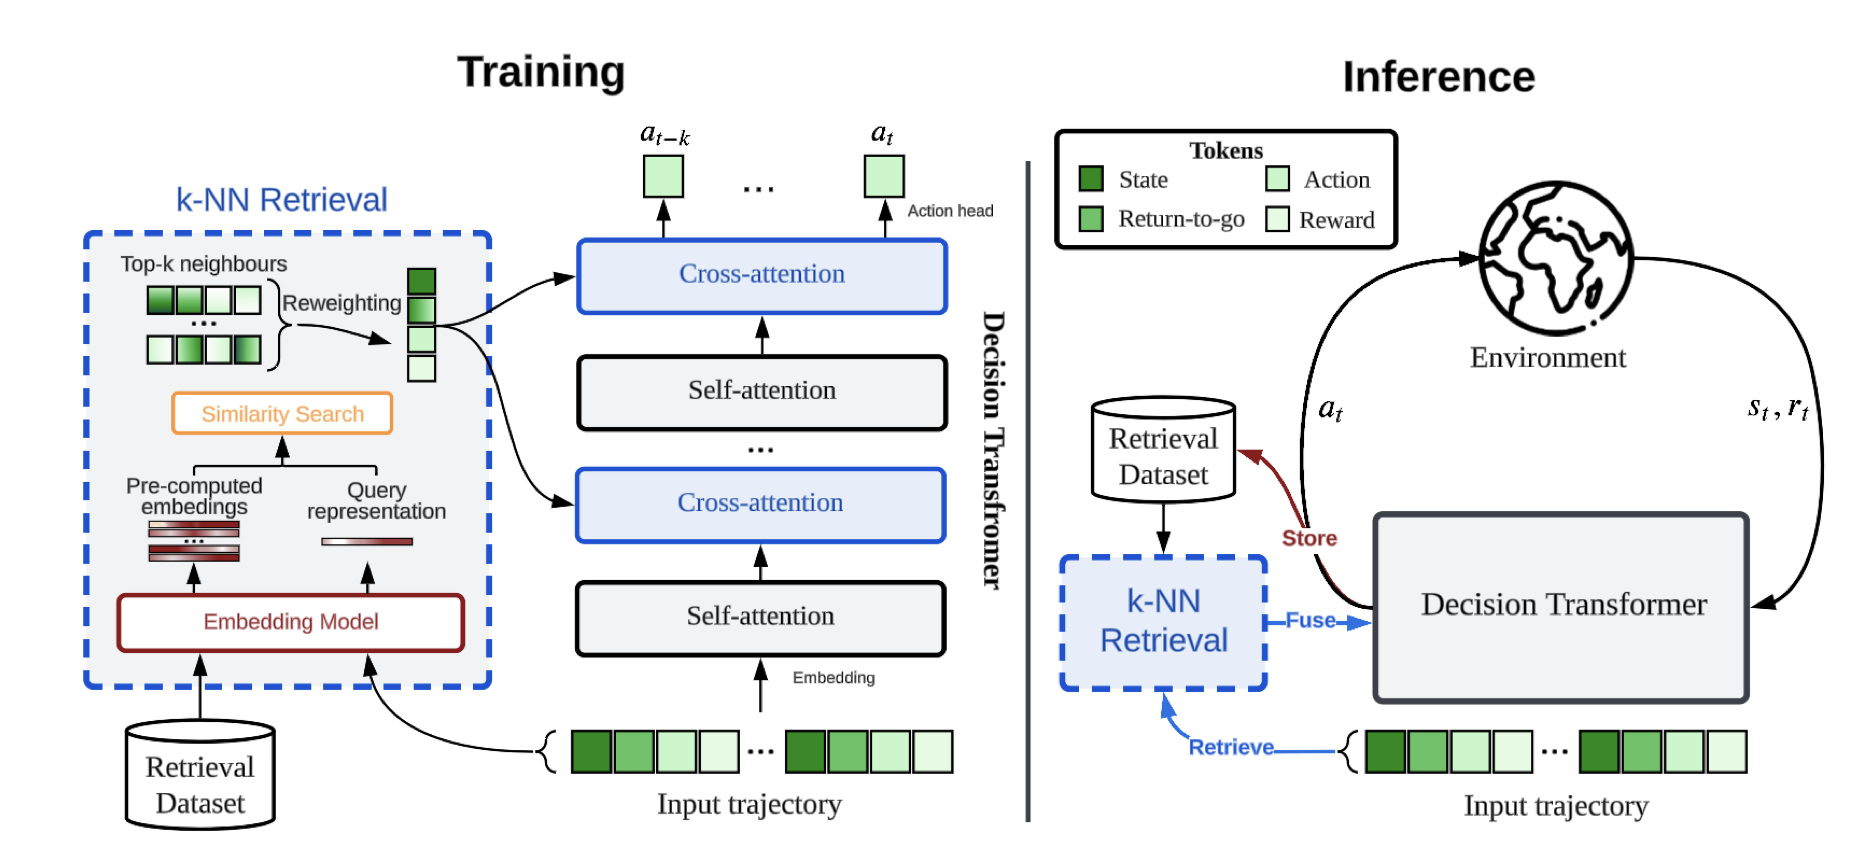 Training
a_{t-k}
a_t
...
Action head
k-NN Retrieval
Top-k neighbours
...
Reweighting
Similarity Search
Pre-computed
embedings
...
Query
representation
Embedding Model
Retrieval
Dataset
Cross-attention
Self-attention
...
Cross-attention
Self-attention
Embedding
...
Input trajectory
Decision Transfromer
Inference
Tokens
State
Action
Return-to-go
Reward
Environment
a_t
s_t, r_t
Retrieval
Dataset
Store
k-NN
Retrieval
Fuse
Decision Transformer
Retrieve
...
Input trajectory